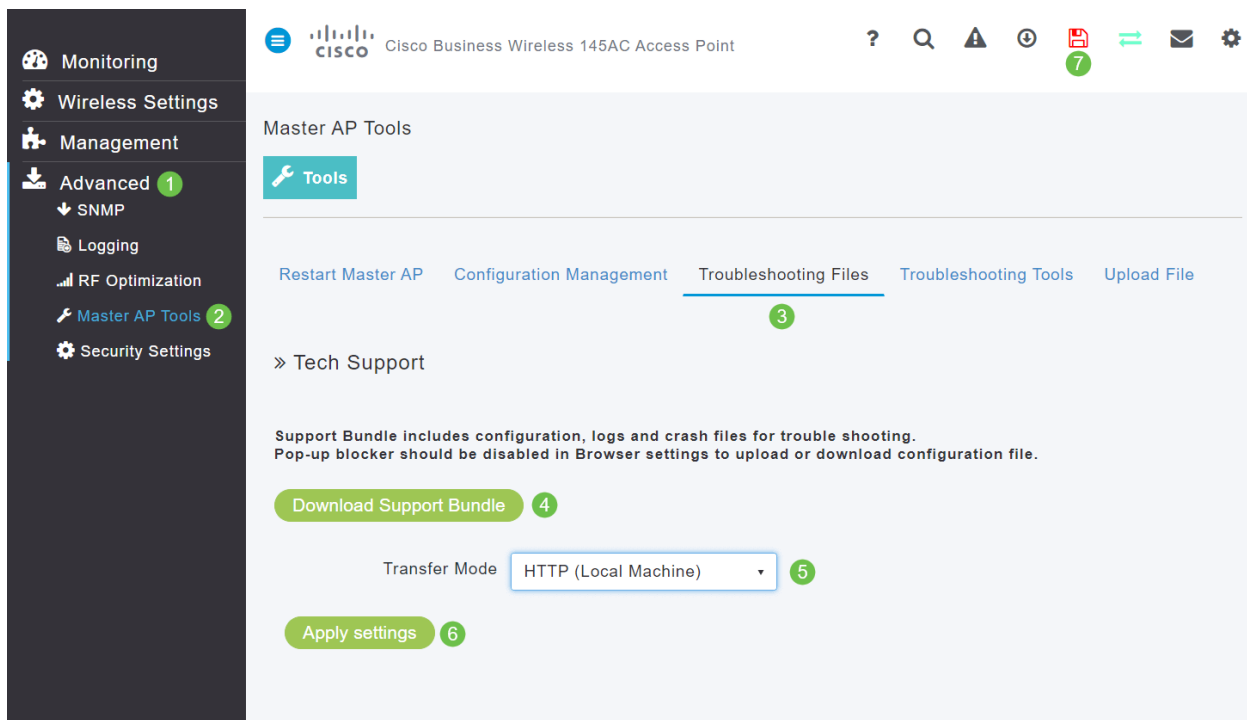 Monitoring
Wireless Settings
Management
Advanced 1
SNMP
Logging
RF Optimization
Master AP Tools 2
Security Settings
CISCO Cisco Business Wireless 145AC Access Point ?
7
Master AP Tools
Tools
Restart Master AP Configuration Management Troubleshooting Files Troubleshooting Tools Upload File
3
» Tech Support
Support Bundle includes configuration, logs and crash files for trouble shooting.
Pop-up blocker should be disabled in Browser settings to upload or download configuration file.
Download Support Bundle 4
Transfer Mode HTTP (Local Machine) 5
Apply settings 6